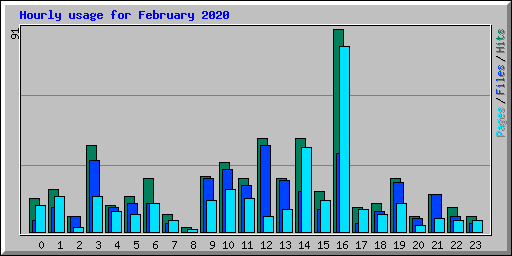 Hourly usage for February 2020
91
Pages / Files / Hits
0 1 2 3 4 5 6 7 8 9 10 11 12 13 14 15 16 17 18 19 20 21 22 23